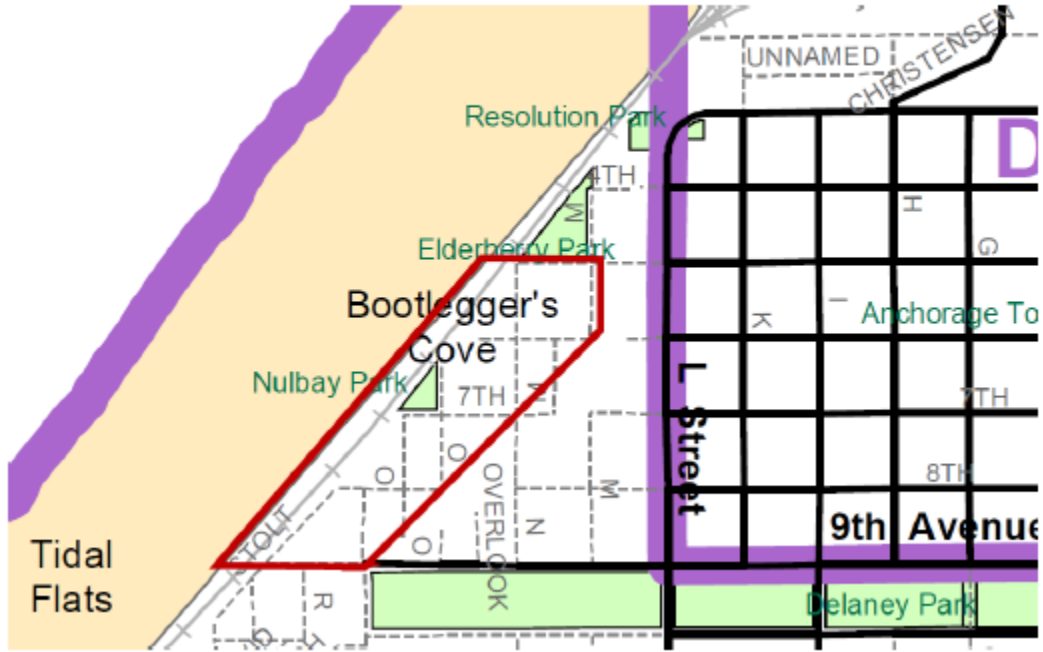 UNNAMED
CHRISTENSEN
Resolution Park
D
4TH
M
H
G
Elderberry Park
Bootlegger's
Cove
K
I
Anchorage To
Nulbay Park
7TH
N
L Street
7TH
O
O
OVERLOOK
M
8TH
N
9th Avenue
STOLT
O
Tidal
Flats
R
Delaney Park